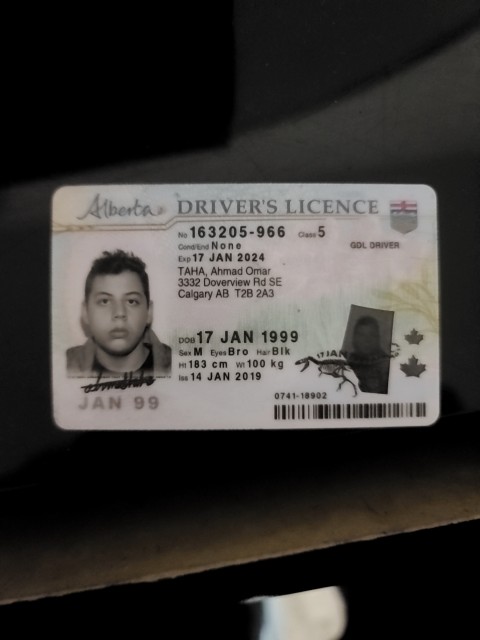 Alberta DRIVER'S LICENCE
No 163205-966 Class 5
Cond/End None GDL DRIVER
Exp 17 JAN 2024
TAHA, Ahmad Omar
3332 Doverview Rd SE
Calgary AB T2B 2A3
DOB 17 JAN 1999
Sex M Eyes Bro Hair Blk
Ht 183 cm Wt 100 kg
Iss 14 JAN 2019
JAN 99
0741-18902